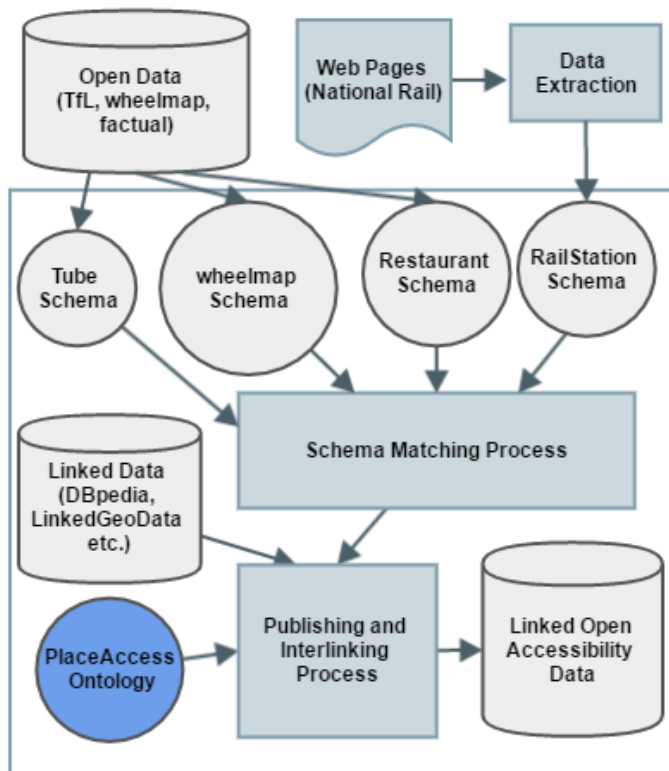 Open Data
(TfL, wheelmap,
factual)
Web Pages
(National Rail)
Data
Extraction
Tube
Schema
wheelmap
Schema
Restaurant
Schema
RailStation
Schema
Schema Matching Process
Linked Data
(DBpedia,
LinkedGeoData
etc.)
PlaceAccess
Ontology
Publishing and
Interlinking
Process
Linked Open
Accessibility
Data